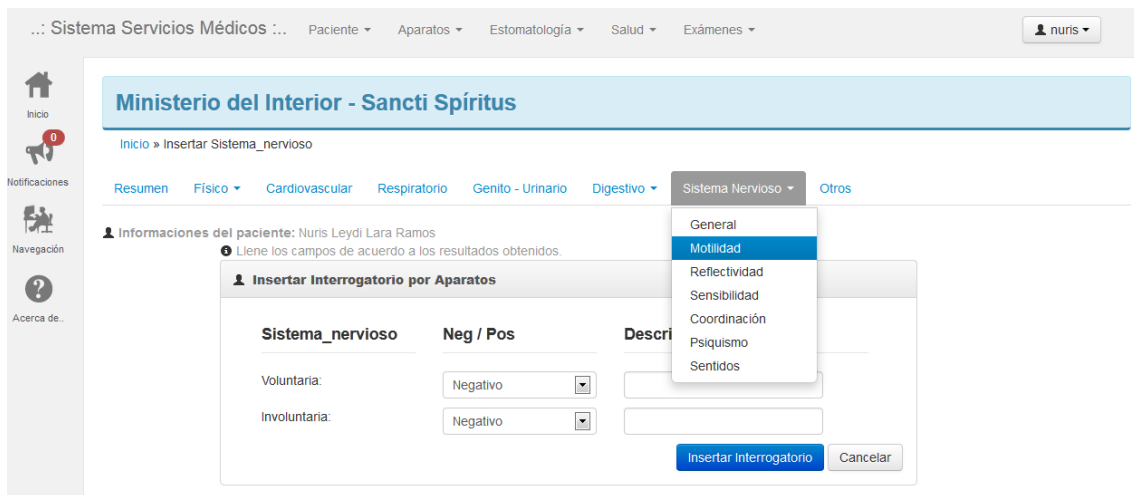 ..: Sistema Servicios Médicos :.. Paciente Aparatos Estomatología Salud Exámenes nuris
Inicio
0
Notificaciones
Navegación
Acerca de..
Ministerio del Interior - Sancti Spíritus
Inicio » Insertar Sistema_nervioso
Resumen Físico Cardiovascular Respiratorio Genito - Urinario Digestivo Sistema Nervioso Otros
General
Motilidad
Reflectividad
Sensibilidad
Coordinación
Psiquismo
Sentidos
Informaciones del paciente: Nuris Leydi Lara Ramos
Llene los campos de acuerdo a los resultados obtenidos.
Insertar Interrogatorio por Aparatos
Sistema_nervioso Neg / Pos Descri
Voluntaria: Negativo
Involuntaria: Negativo
Insertar Interrogatorio Cancelar